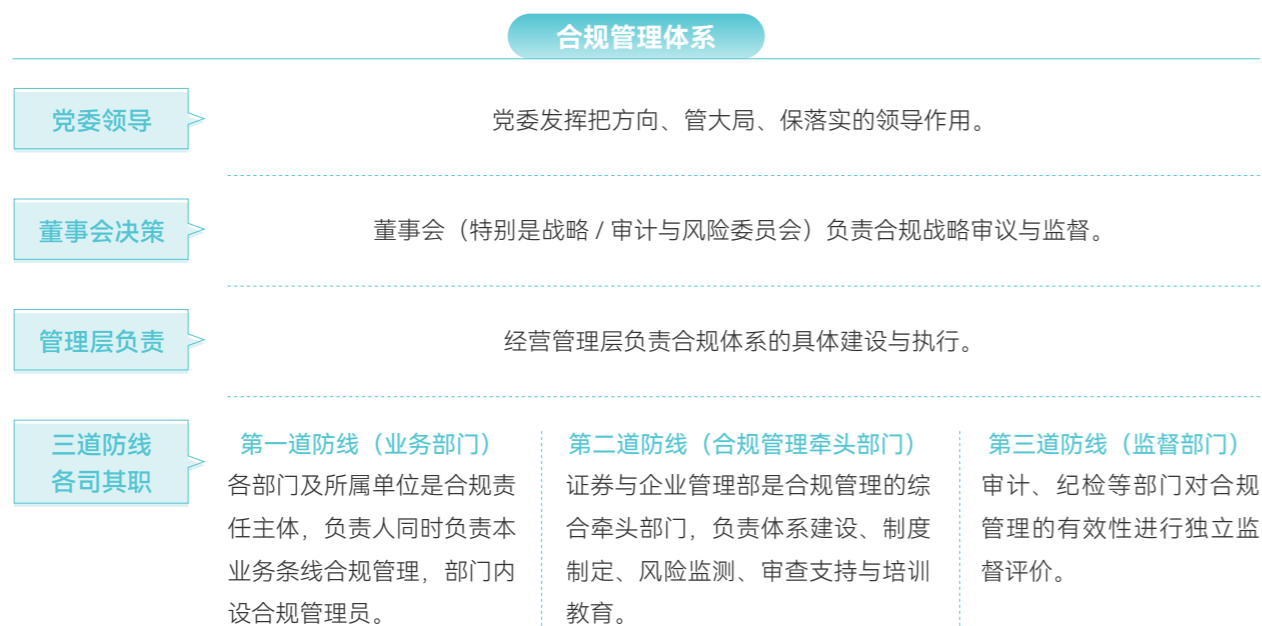 合规管理体系
党委领导
党委发挥把方向、管大局、保落实的领导作用。
董事会决策
董事会（特别是战略 / 审计与风险委员会）负责合规战略审议与监督。
管理层负责
经营管理层负责合规体系的具体建设与执行。
三道防线
各司其职
第一道防线（业务部门）
各部门及所属单位是合规责
任主体，负责人同时负责本
业务条线合规管理，部门内
设合规管理员。
第二道防线（合规管理牵头部门）
证券与企业管理部是合规管理的综
合牵头部门，负责体系建设、制度
制定、风险监测、审查支持与培训
教育。
第三道防线（监督部门）
审计、纪检等部门对合规
管理的有效性进行独立监
督评价。